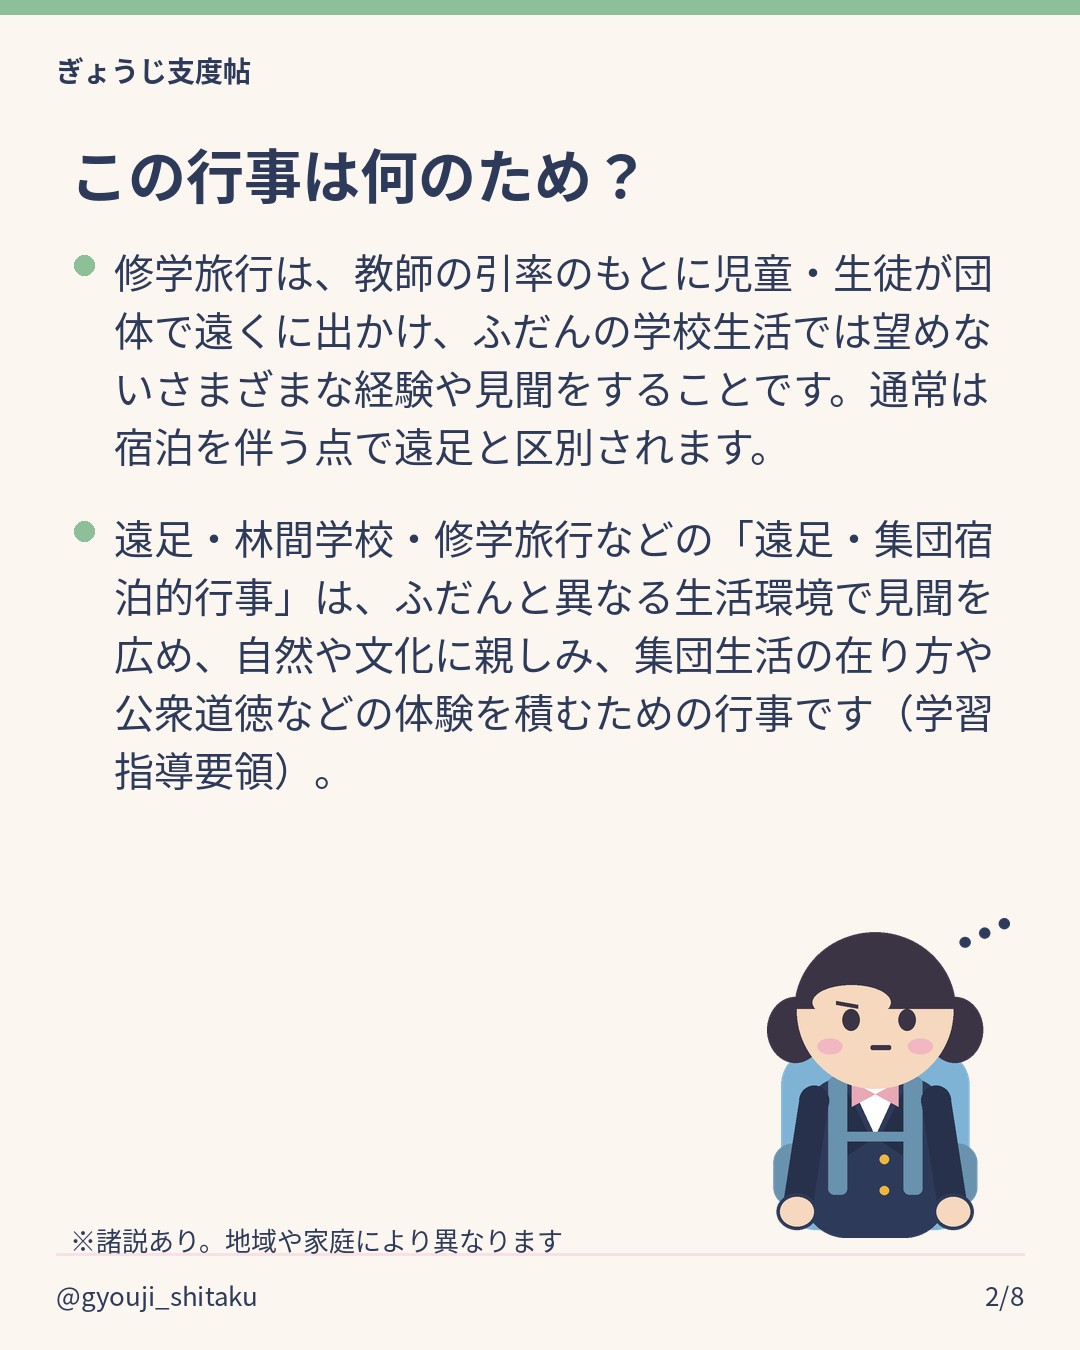 ぎょうじ支度帖
この行事は何のため？
修学旅行は、教師の引率のもとに児童・生徒が団
体で遠くに出かけ、ふだんの学校生活では望めな
いさまざまな経験や見聞をすることです。通常は
宿泊を伴う点で遠足と区別されます。
遠足・林間学校・修学旅行などの「遠足・集団宿
泊的行事」は、ふだんと異なる生活環境で見聞を
広め、自然や文化に親しみ、集団生活の在り方や
公衆道徳などの体験を積むための行事です（学習
指導要領）。
※諸説あり。地域や家庭により異なります
@gyouji_shitaku
2/8